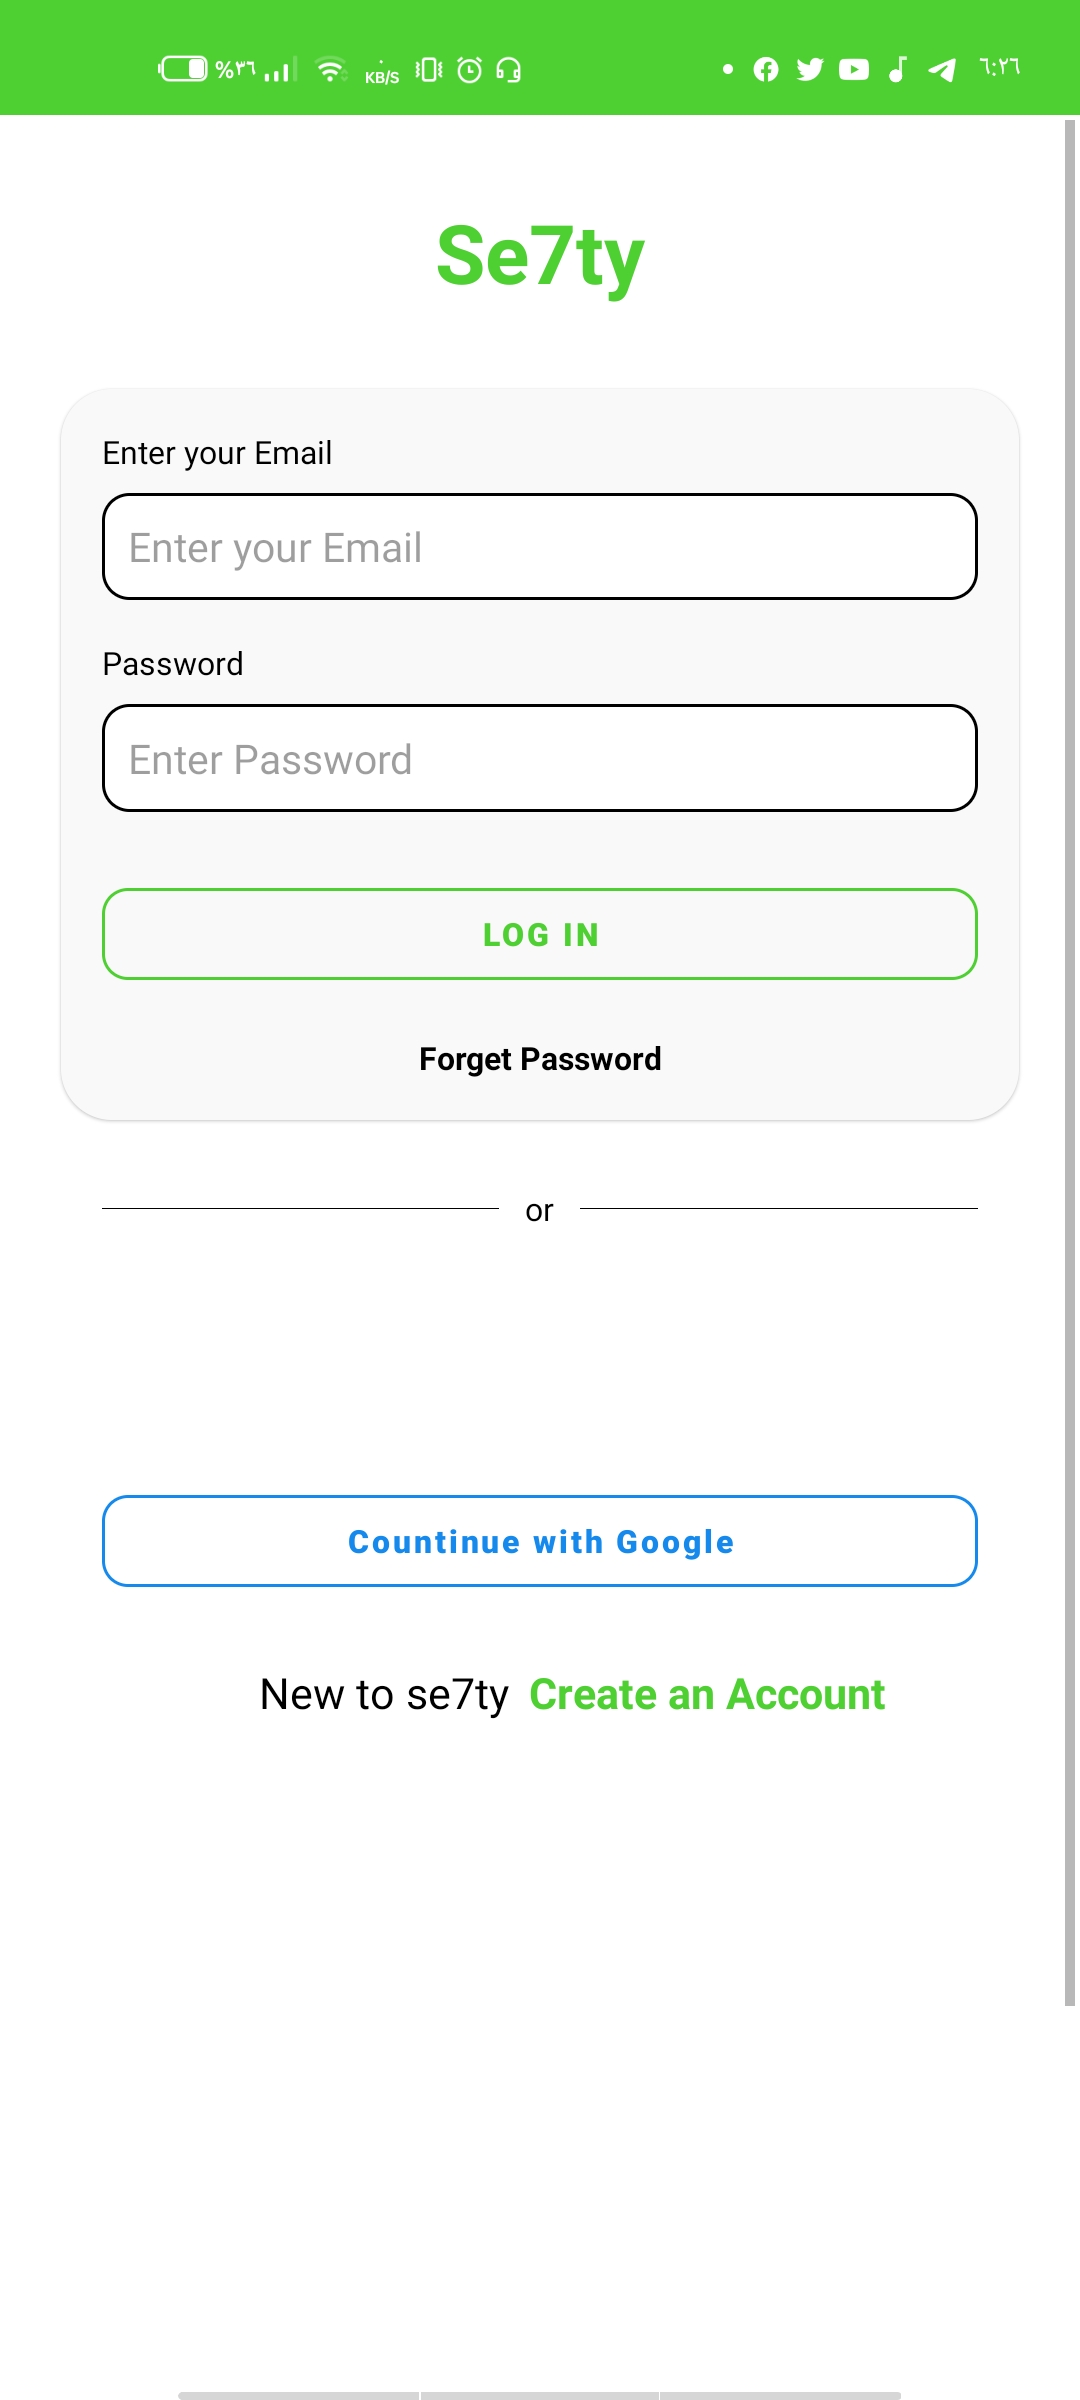 %٣٦ KB/S ٦:٢٦
Se7ty
Enter your Email
Enter your Email
Password
Enter Password
LOG IN
Forget Password
or
Countinue with Google
New to se7ty Create an Account